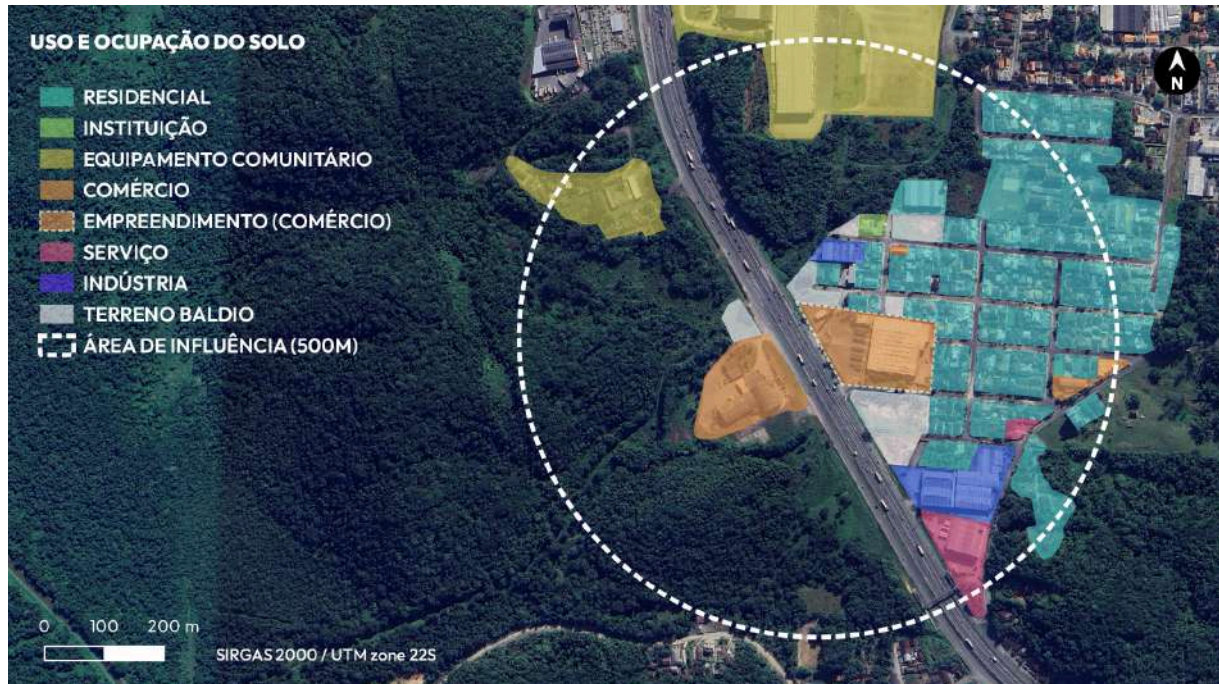 USO E OCUPAÇÃO DO SOLO
RESIDENCIAL
INSTITUIÇÃO
EQUIPAMENTO COMUNITÁRIO
COMÉRCIO
EMPREENDIMENTO (COMÉRCIO)
SERVIÇO
INDÚSTRIA
TERRENO BALDIO
ÁREA DE INFLUÊNCIA (500M)
N
0 100 200 m
SIRGAS 2000 / UTM zone 22S